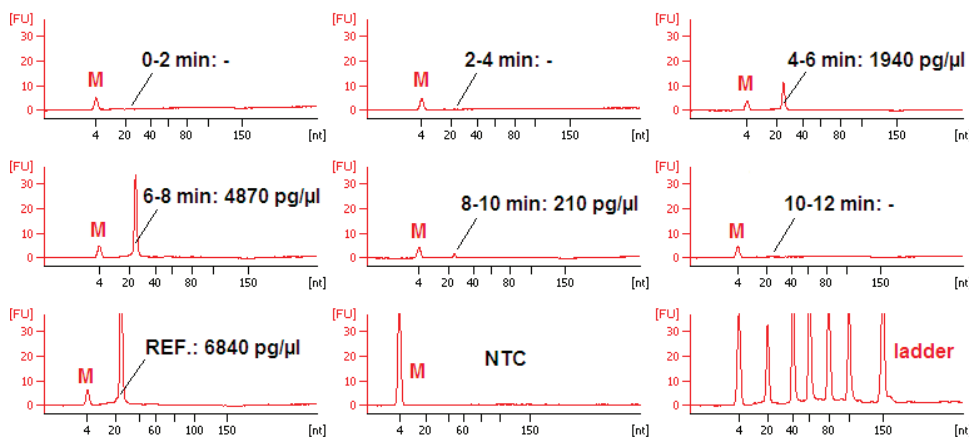 [FU]
30
20
10
0
M
0-2 min: -
4 20 40 80 150 [nt]
[FU]
30
20
10
0
M
2-4 min: -
4 20 40 80 150 [nt]
[FU]
30
20
10
0
M
4-6 min: 1940 pg/µl
4 20 40 80 150 [nt]
[FU]
30
20
10
0
M
6-8 min: 4870 pg/µl
4 20 40 80 150 [nt]
[FU]
30
20
10
0
M
8-10 min: 210 pg/µl
4 20 40 80 150 [nt]
[FU]
30
20
10
0
M
10-12 min: -
4 20 40 80 150 [nt]
[FU]
30
20
10
0
M
REF.: 6840 pg/µl
4 20 60 100 150 [nt]
[FU]
30
20
10
0
M
NTC
4 20 60 150 [nt]
[FU]
30
20
10
0
ladder
4 20 40 80 150 [nt]